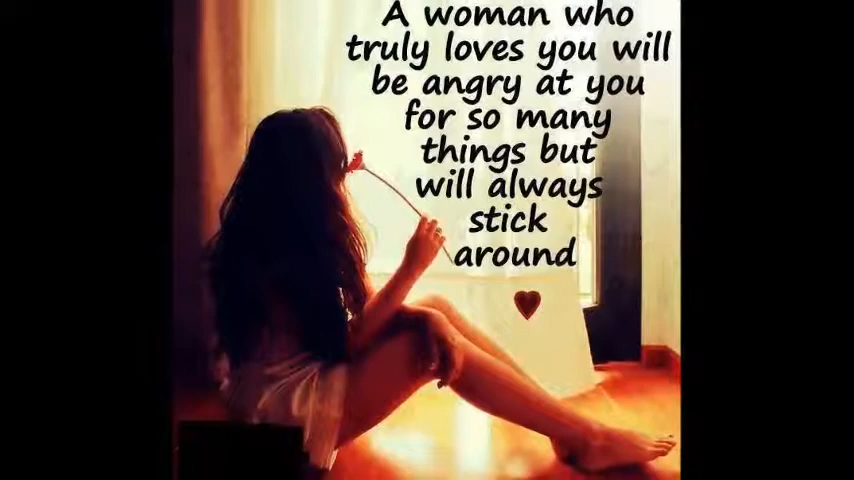 A woman who
truly loves you will
be angry at you
for so many
things but
will always
stick
around